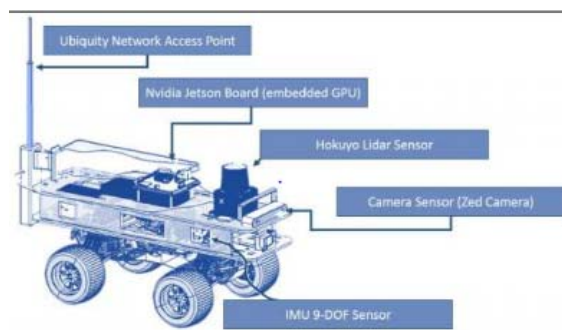 Ubiquity Network Access Point
Nvidia Jetson Board (embedded GPU)
Hokuyo Lidar Sensor
Camera Sensor (Zed Camera)
IMU 9-DOF Sensor